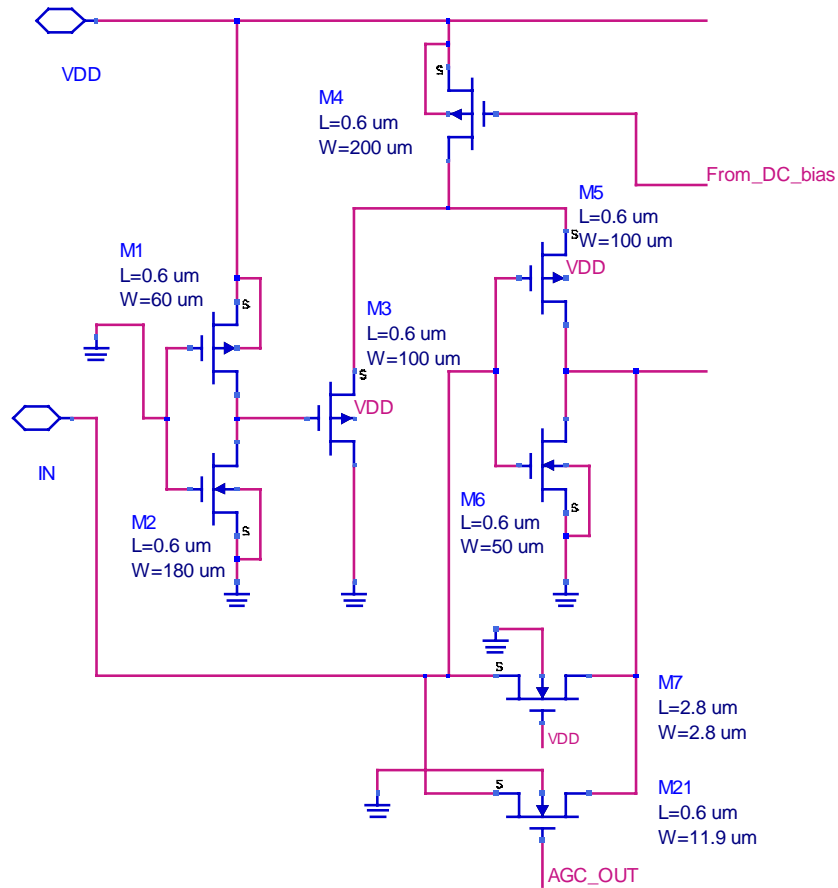 VDD
M4
L=0.6 um
W=200 um
S
From_DC_bias
M5
L=0.6 um
W=100 um
S
VDD
M1
L=0.6 um
W=60 um
S
M3
L=0.6 um
W=100 um
S
VDD
IN
M2
L=0.6 um
W=180 um
S
M6
L=0.6 um
W=50 um
S
S
M7
L=2.8 um
W=2.8 um
VDD
S
M21
L=0.6 um
W=11.9 um
AGC_OUT